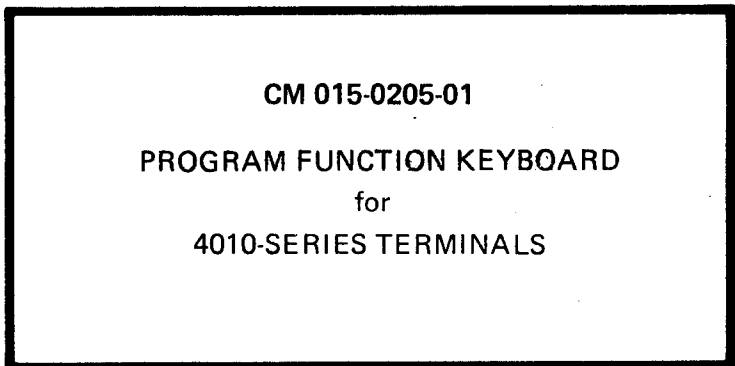 CM 015-0205-01
PROGRAM FUNCTION KEYBOARD
for
4010-SERIES TERMINALS